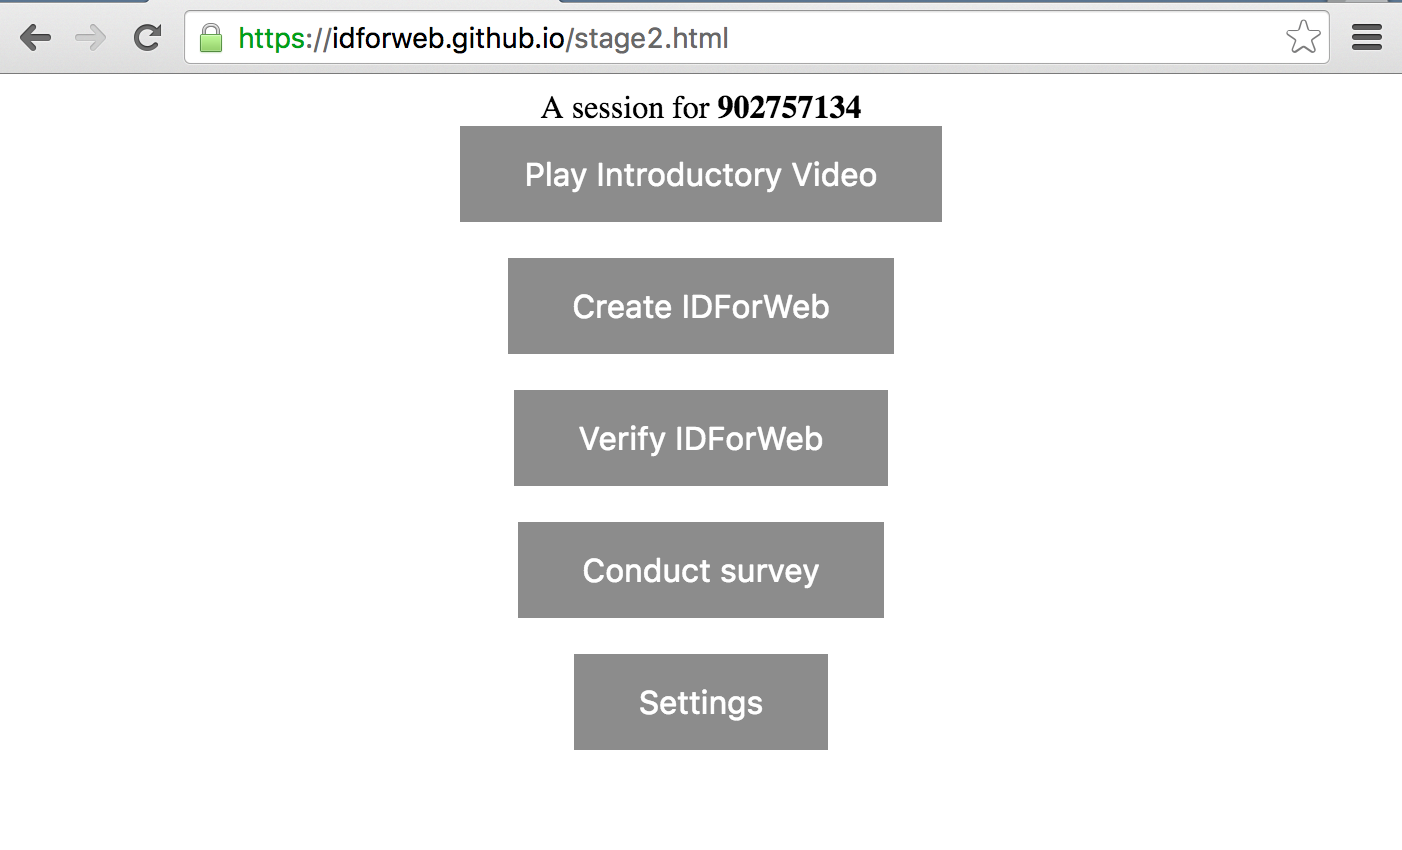 https://idforweb.github.io/stage2.html
A session for 902757134
Play Introductory Video
Create IDForWeb
Verify IDForWeb
Conduct survey
Settings